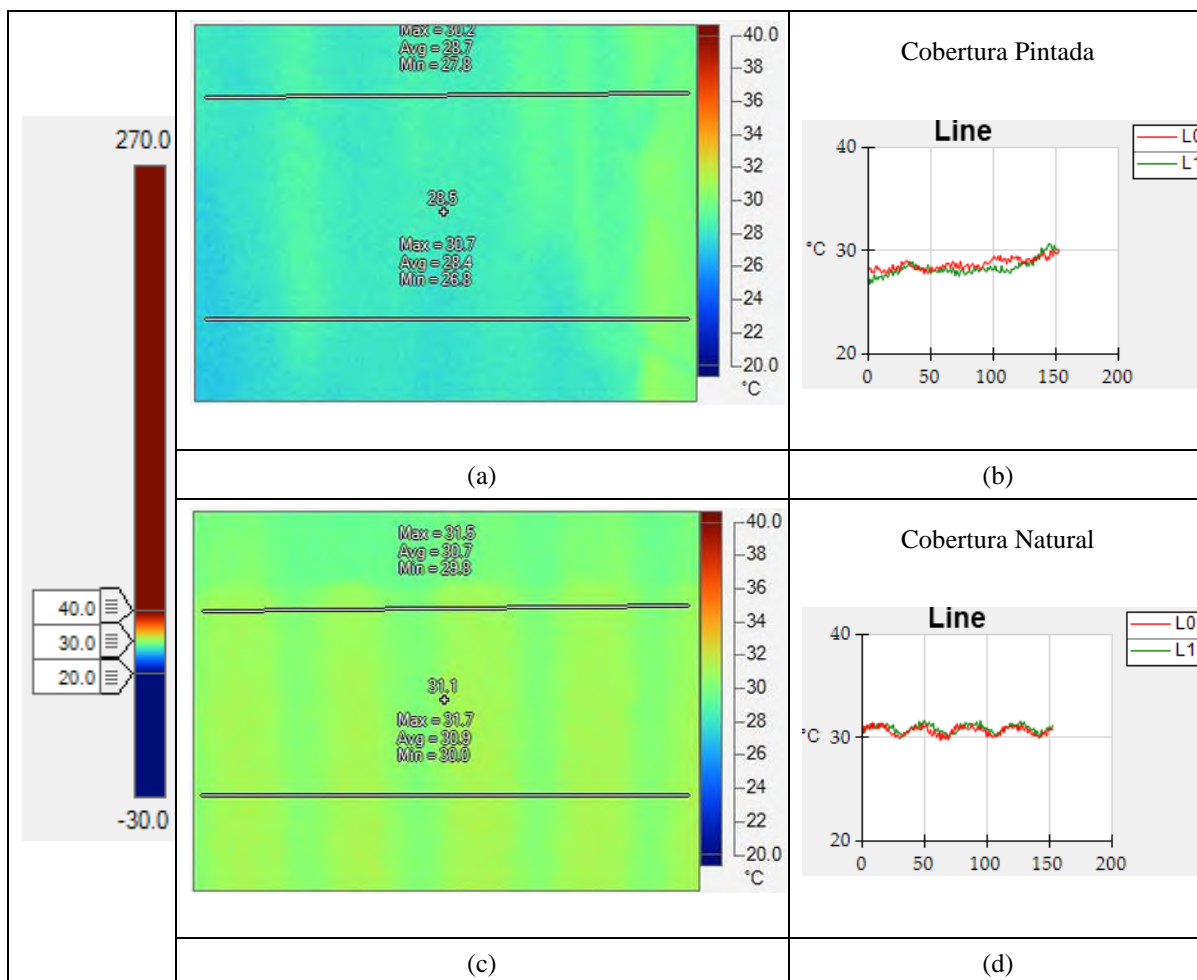 270.0
40.0
30.0
20.0
-30.0
Max = 30.2
Avg = 28.7
Min = 27.8
28.5
Max = 30.7
Avg = 28.4
Min = 26.8
40.0
38
36
34
32
30
28
26
24
22
20.0
°C
Cobertura Pintada
Line
L0
L1
40
°C
30
20
0
50
100
150
200
(a)
(b)
Max = 31.5
Avg = 30.7
Min = 29.8
31.1
Max = 31.7
Avg = 30.9
Min = 30.0
40.0
38
36
34
32
30
28
26
24
22
20.0
°C
Cobertura Natural
Line
L0
L1
40
°C
30
20
0
50
100
150
200
(c)
(d)